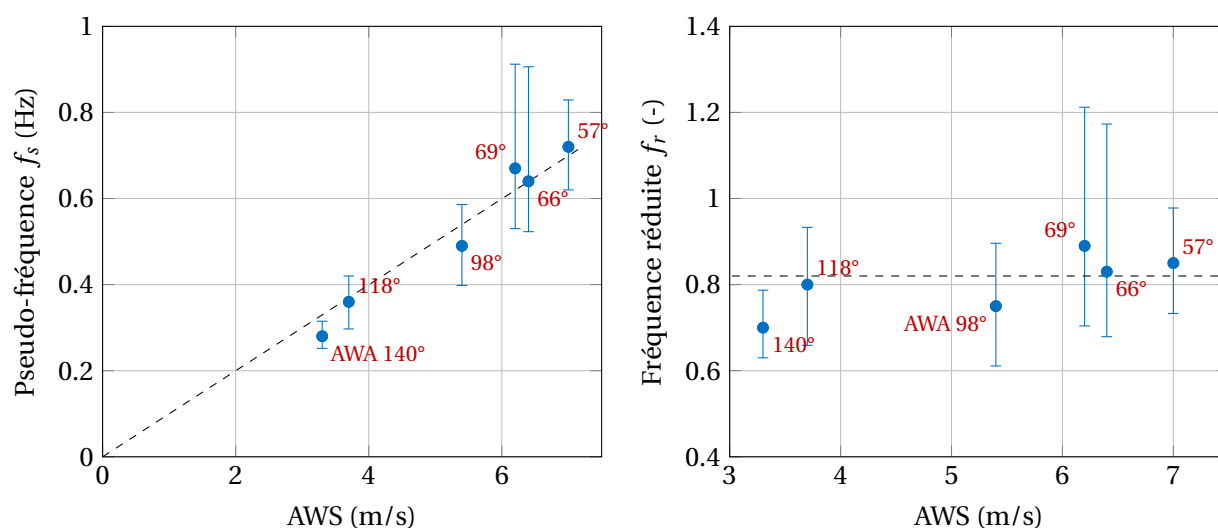 1
0.8
0.6
0.4
0.2
0
0 2 4 6
Pseudo-fréquence f_s (Hz)
AWS (m/s)
57°
69°
66°
98°
118°
AWA 140°
1.4
1.2
1
0.8
0.6
0.4
3 4 5 6 7
Fréquence réduite f_r (-)
AWS (m/s)
69°
57°
118°
66°
AWA 98°
140°